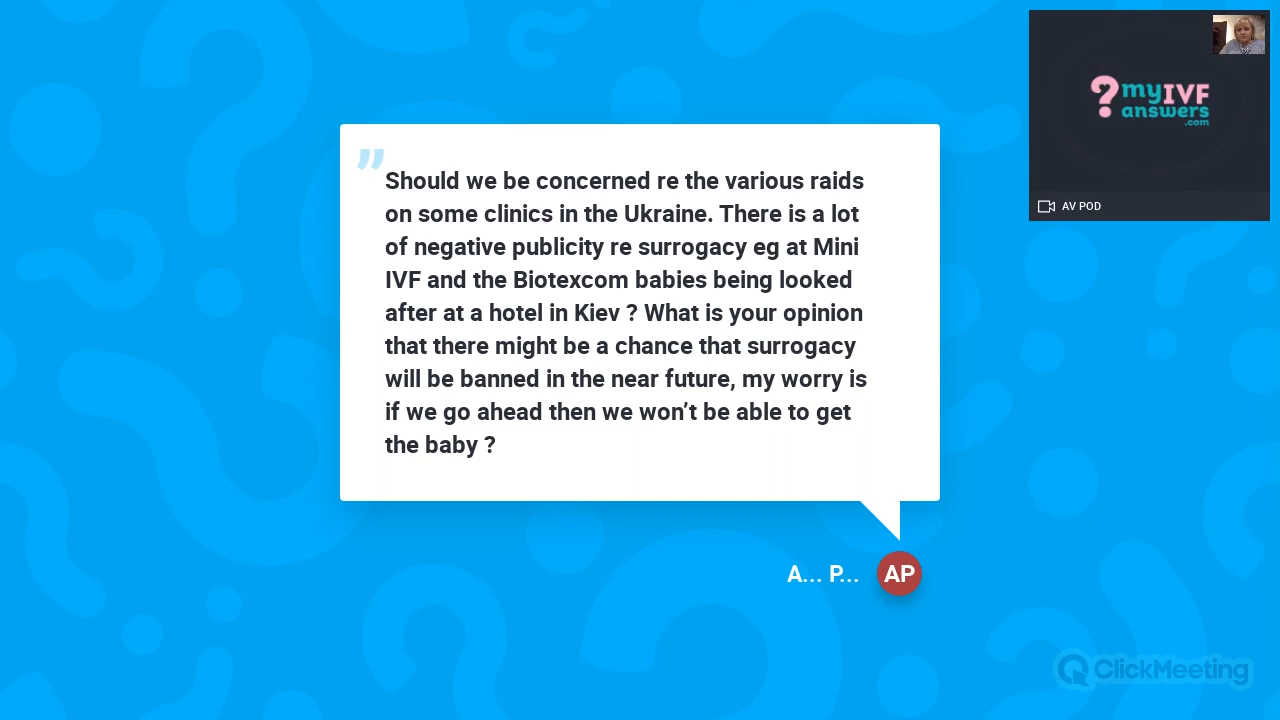 ?myIVF
answers
.com
AV POD
”
Should we be concerned re the various raids
on some clinics in the Ukraine. There is a lot
of negative publicity re surrogacy eg at Mini
IVF and the Biotexcom babies being looked
after at a hotel in Kiev ? What is your opinion
that there might be a chance that surrogacy
will be banned in the near future, my worry is
if we go ahead then we won’t be able to get
the baby ?
A... P... AP
ClickMeeting